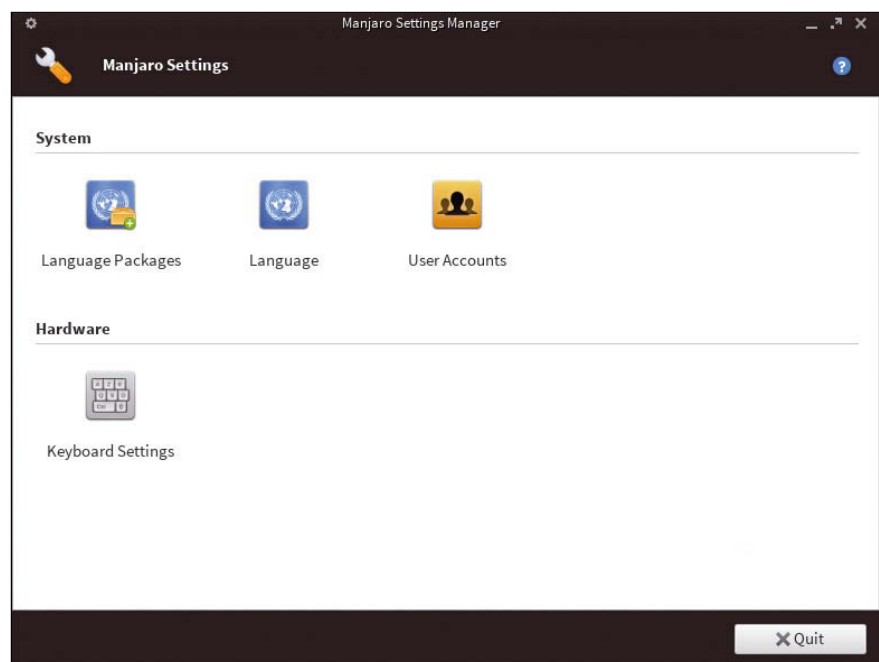 Manjaro Settings Manager
Manjaro Settings
System
Language Packages Language User Accounts
Hardware
Keyboard Settings
Quit